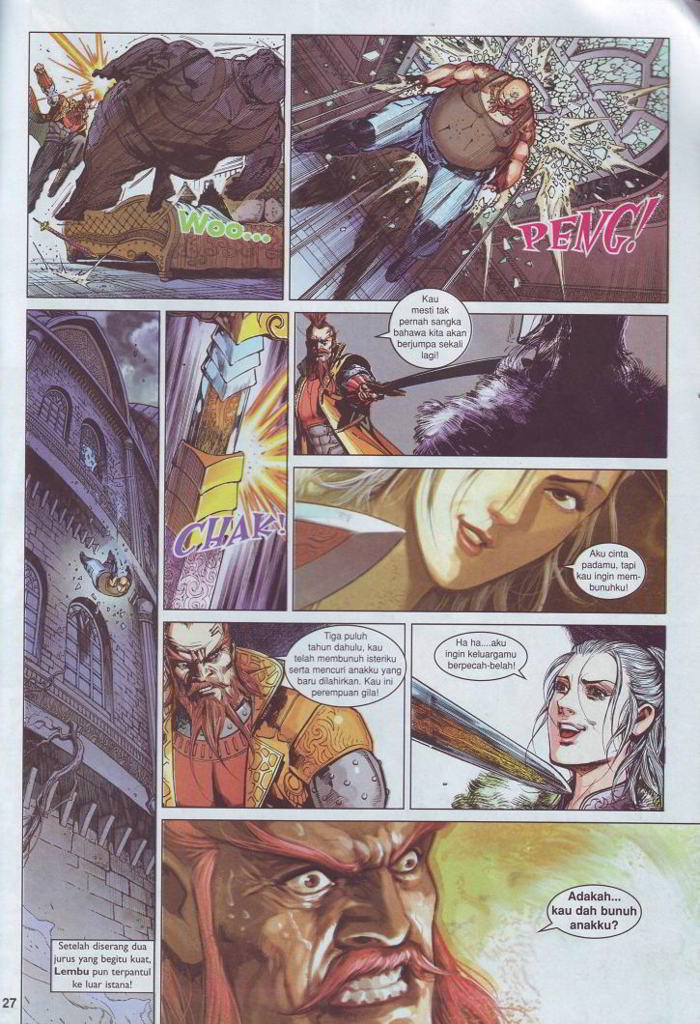 WOO...
PENG!
Setelah diserang dua
jurus yang begitu kuat,
Lembu pun terpantul
ke luar istana!
CHAK!
Kau
mesti tak
pernah sangka
bahawa kita akan
berjumpa sekali
lagi!
Aku cinta
padamu, tapi
kau ingin mem-
bunuhku!
Tiga puluh
tahun dahulu, kau
telah membunuh isteriku
serta mencuri anakku yang
baru dilahirkan. Kau ini
perempuan gila!
Ha ha....aku
ingin keluargamu
berpecah-belah!
Adakah...
kau dah bunuh
anakku?
27